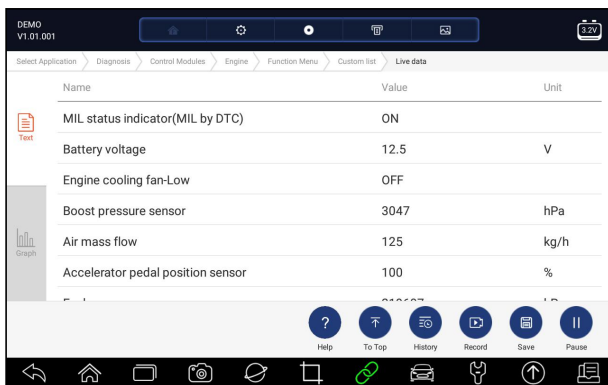 DEMO
V1.01.001
3.2V
Select Application Diagnosis Control Modules Engine Function Menu Custom list Live data
Name Value Unit
MIL status indicator(MIL by DTC) ON
Battery voltage 12.5 V
Engine cooling fan-Low OFF
Boost pressure sensor 3047 hPa
Air mass flow 125 kg/h
Accelerator pedal position sensor 100 %
Text
Graph
Help To Top History Record Save Pause